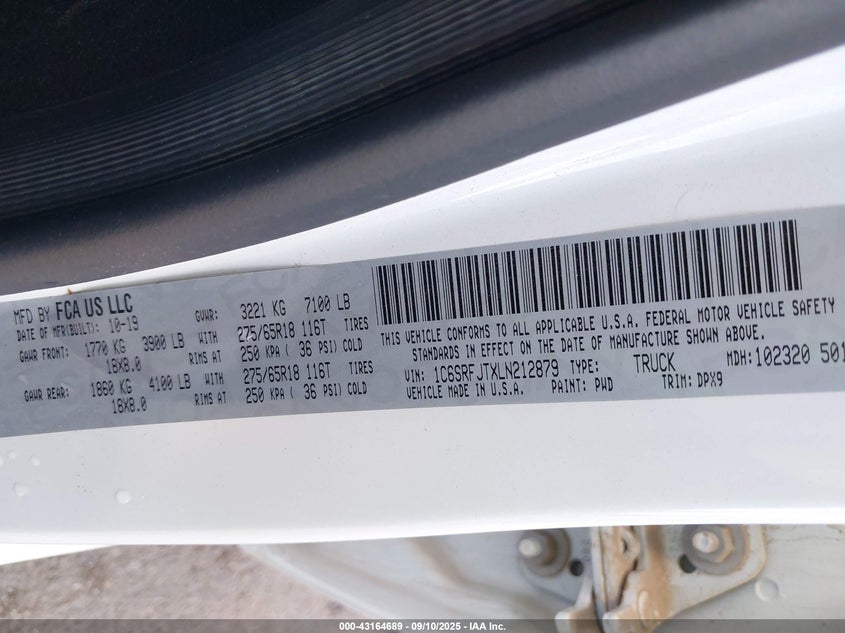 MFD BY FCA US LLC
DATE OF MFR(BUILT): 10-19 GVWR: 3221 KG 7100 LB
GAWR FRONT: 1770 KG 3900 LB WITH 275/65R18 116T TIRES
18X8.0 RIMS AT 250 KPA ( 36 PSI) COLD
GAWR REAR: 1860 KG 4100 LB WITH 275/65R18 116T TIRES
18X8.0 RIMS AT 250 KPA ( 36 PSI) COLD
THIS VEHICLE CONFORMS TO ALL APPLICABLE U.S.A. FEDERAL MOTOR VEHICLE SAFETY
STANDARDS IN EFFECT ON THE DATE OF MANUFACTURE SHOWN ABOVE.
VIN: 1C6SRFJTXLN212879 TYPE: TRUCK MDH:102320 501
VEHICLE MADE IN U.S.A. PAINT: PWD TRIM: DPX9
000-43164689 - 09/10/2025 - IAA Inc.